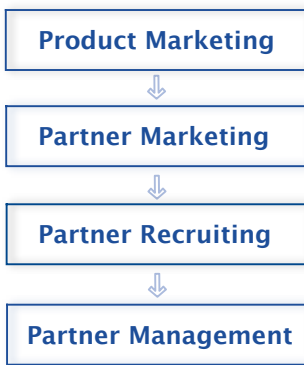 Product Marketing
Partner Marketing
Partner Recruiting
Partner Management